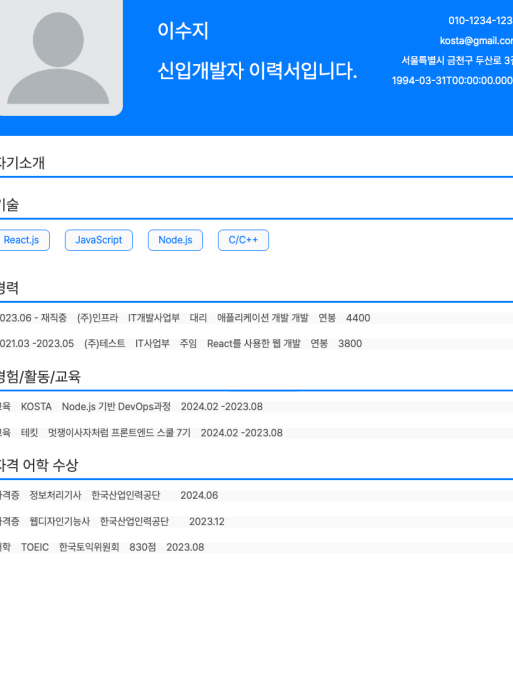 이수지
신입개발자 이력서입니다.
010-1234-123
kosta@gmail.com
서울특별시 금천구 두산로 3길
1994-03-31T00:00:00.000
자기소개
기술
React.js JavaScript Node.js C/C++
경력
2023.06 - 재직중 (주)인프라 IT개발사업부 대리 애플리케이션 개발 개발 연봉 4400
2021.03 -2023.05 (주)테스트 IT사업부 주임 React를 사용한 웹 개발 연봉 3800
경험/활동/교육
교육 KOSTA Node.js 기반 DevOps과정 2024.02 -2023.08
교육 테킷 멋쟁이사자처럼 프론트엔드 스쿨 7기 2024.02 -2023.08
자격 어학 수상
자격증 정보처리기사 한국산업인력공단 2024.06
자격증 웹디자인기능사 한국산업인력공단 2023.12
어학 TOEIC 한국토익위원회 830점 2023.08